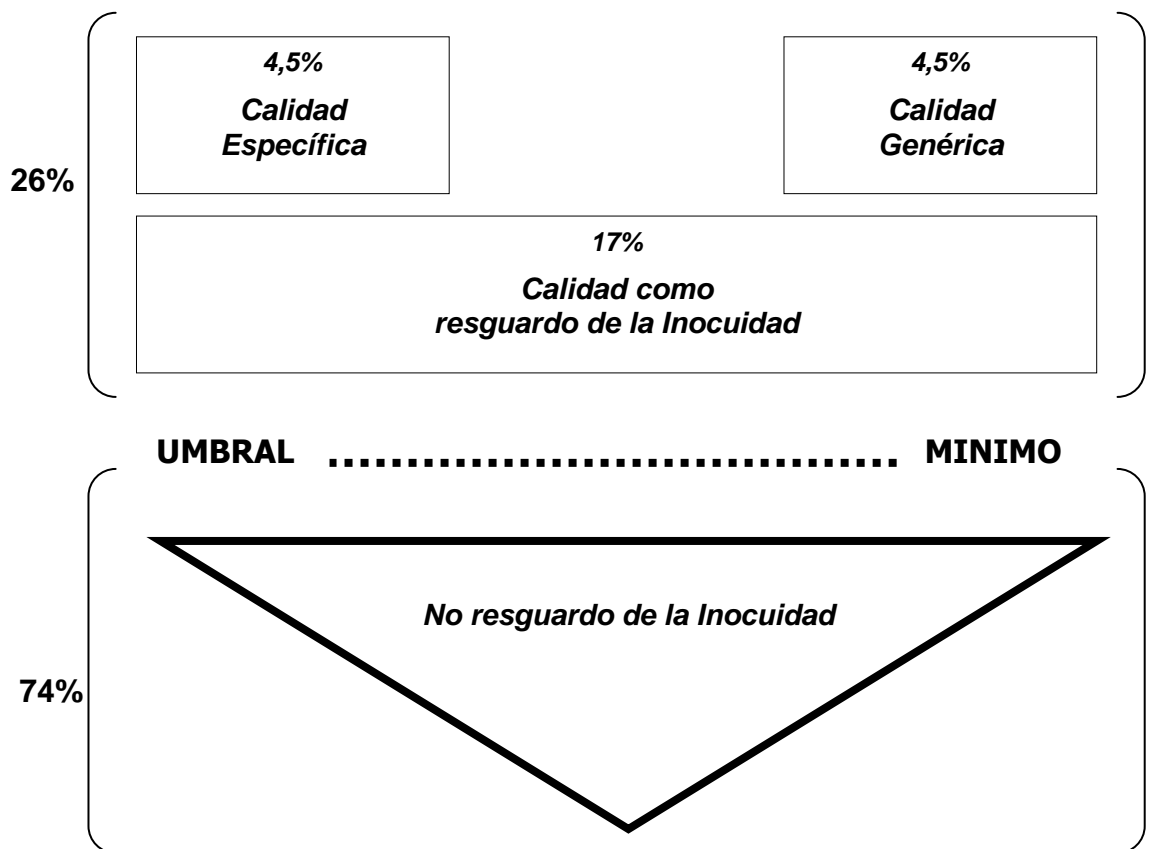 4,5%
Calidad
Específica
4,5%
Calidad
Genérica
26%
17%
Calidad como
resguardo de la Inocuidad
UMBRAL ................................... MINIMO
No resguardo de la Inocuidad
74%